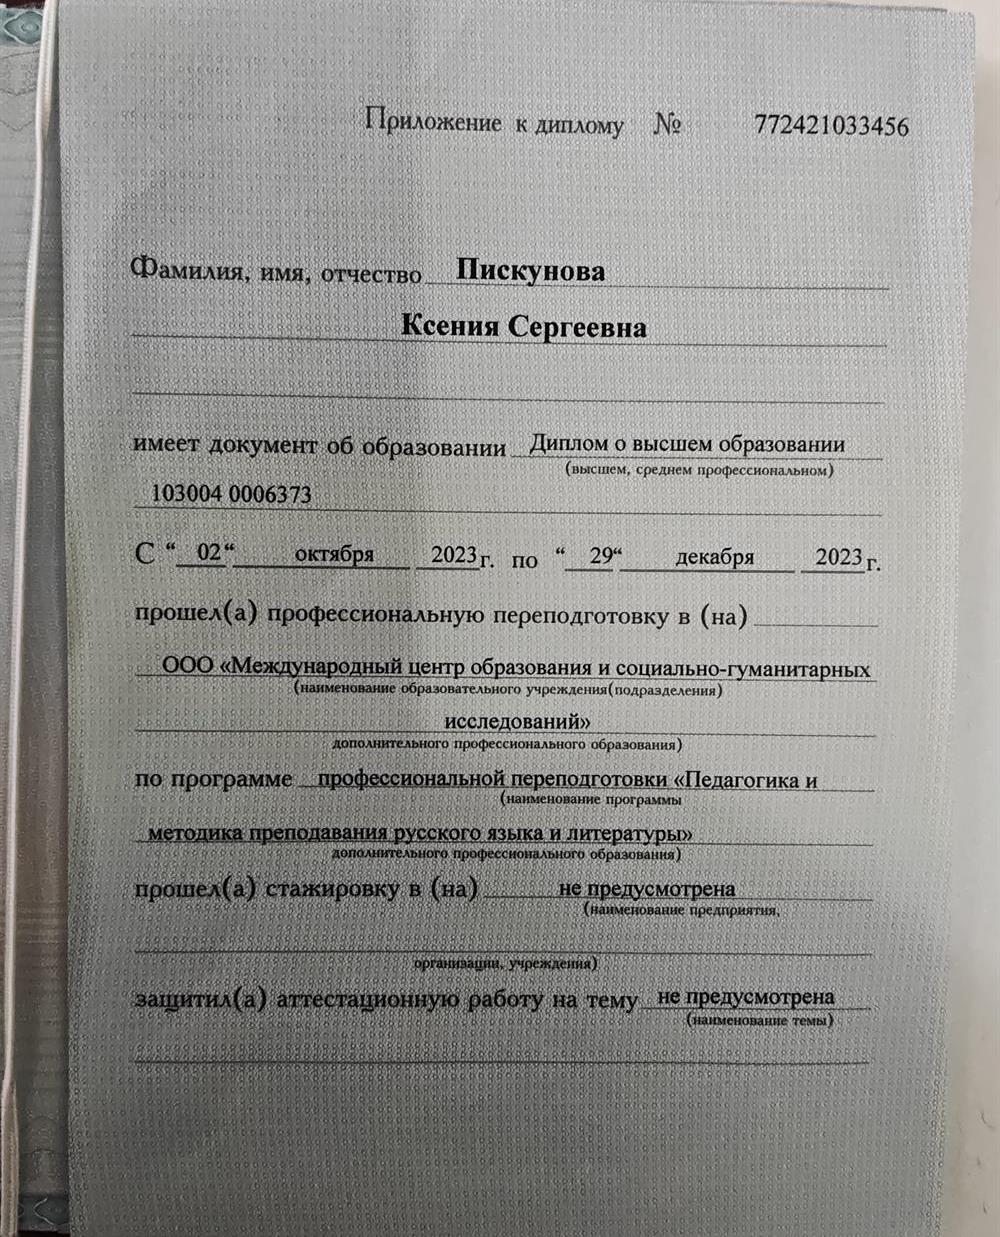 Приложение к диплому № 772421033456
Фамилия, имя, отчество Пискунова
Ксения Сергеевна
имеет документ об образовании Диплом о высшем образовании
(высшем, среднем профессиональном)
103004 0006373
С “ 02“ октября 2023г. по “ 29“ декабря 2023г.
прошел(а) профессиональную переподготовку в (на)
ООО «Международный центр образования и социально-гуманитарных
(наименование образовательного учреждения(подразделения)
исследований»
дополнительного профессионального образования)
по программе профессиональной переподготовки «Педагогика и
(наименование программы
методика преподавания русского языка и литературы»
дополнительного профессионального образования)
прошел(а) стажировку в (на) не предусмотрена
(наименование предприятия,
организации, учреждения)
защитил(а) аттестационную работу на тему не предусмотрена
(наименование темы)